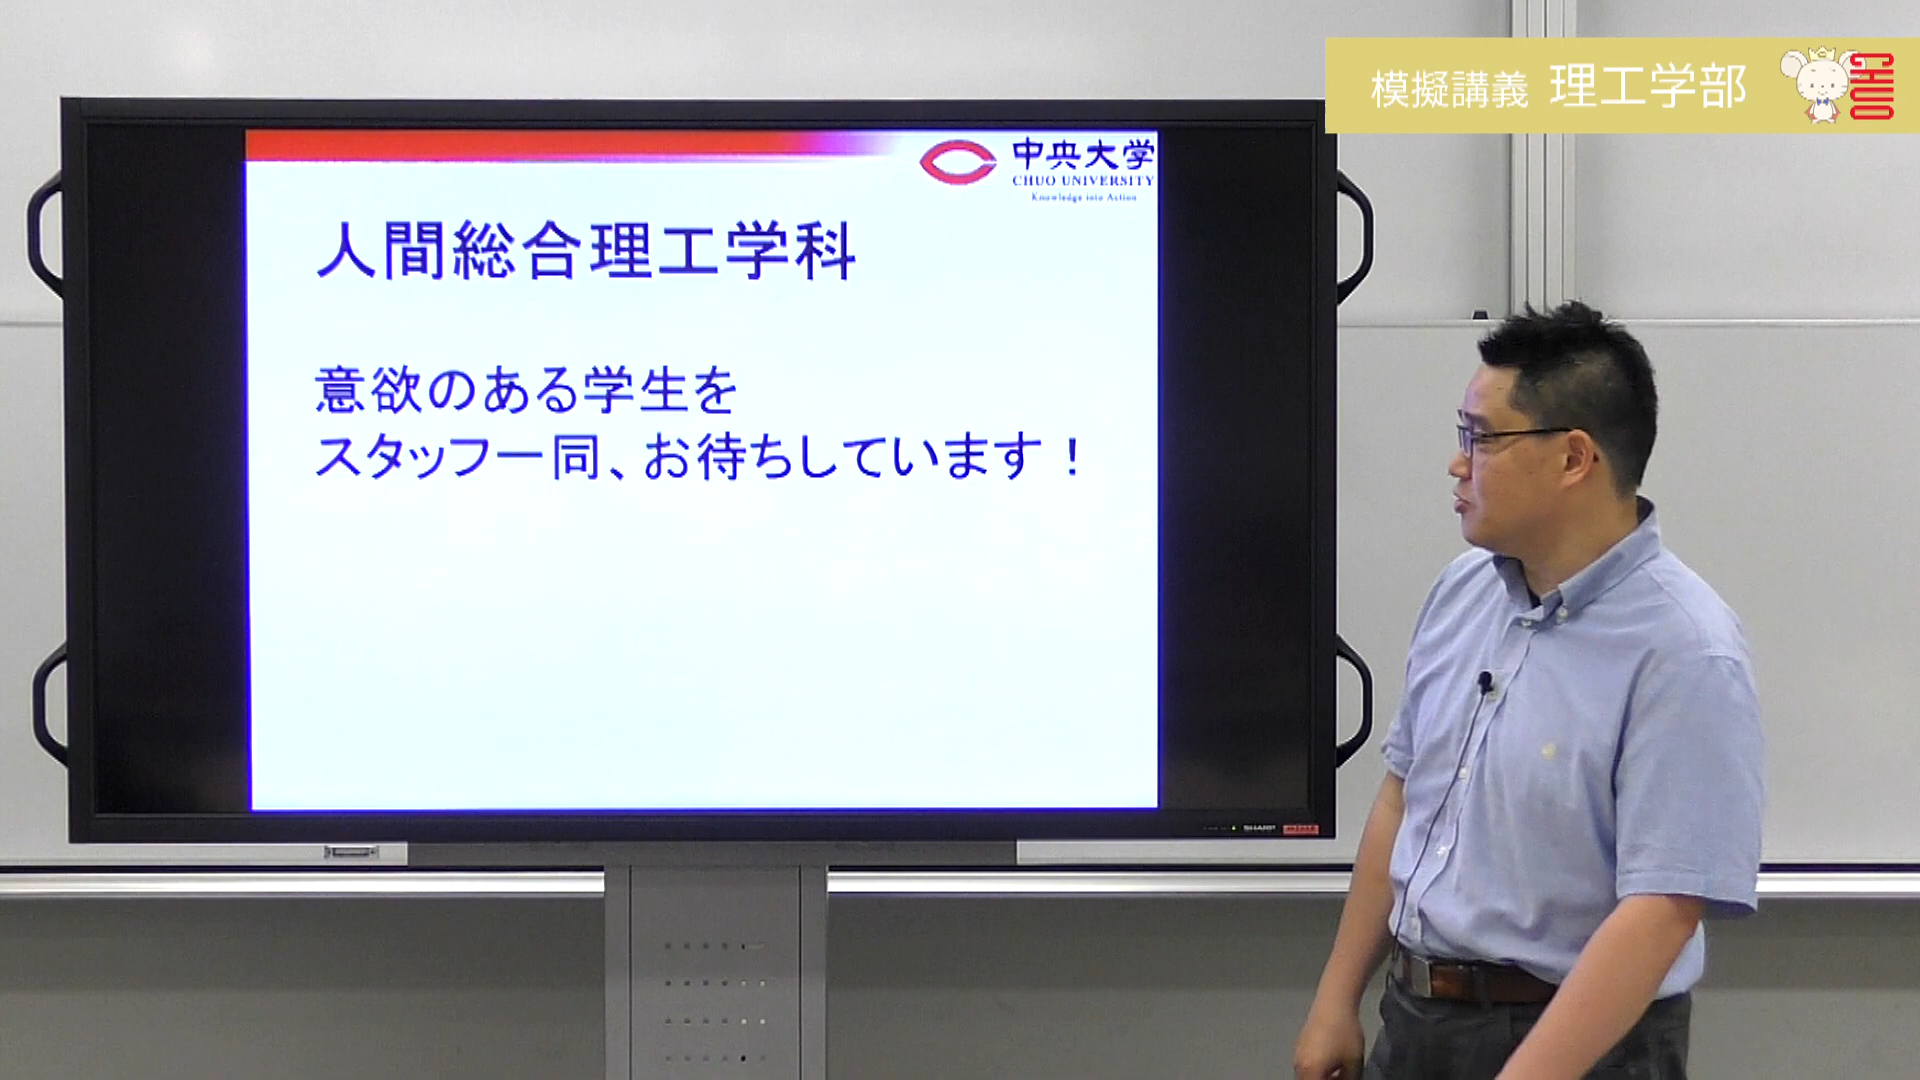 模擬講義 理工学部
CHUO
中央大学
CHUO UNIVERSITY
Knowledge into Action
人間総合理工学科
意欲のある学生を
スタッフ一同、お待ちしています！
SHARP